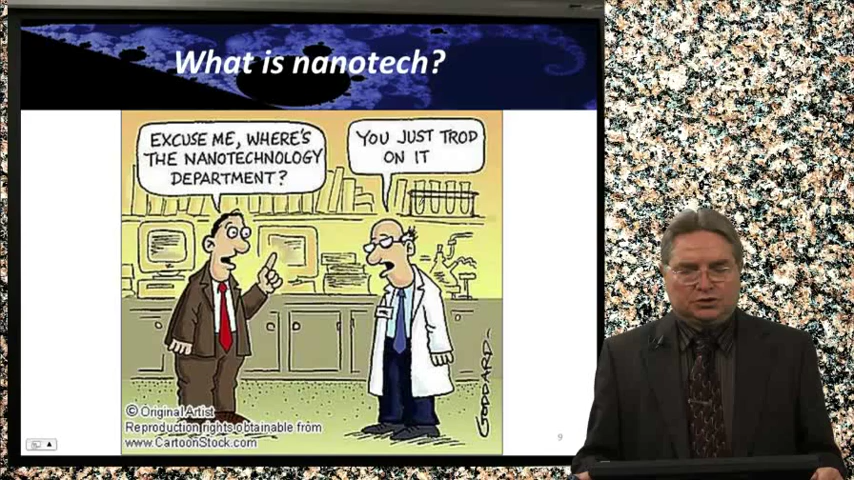 What is nanotech?
EXCUSE ME, WHERE'S
THE NANOTECHNOLOGY
DEPARTMENT?
YOU JUST TROD
ON IT
GODDARD
© Original Artist
Reproduction rights obtainable from
www.CartoonStock.com
9